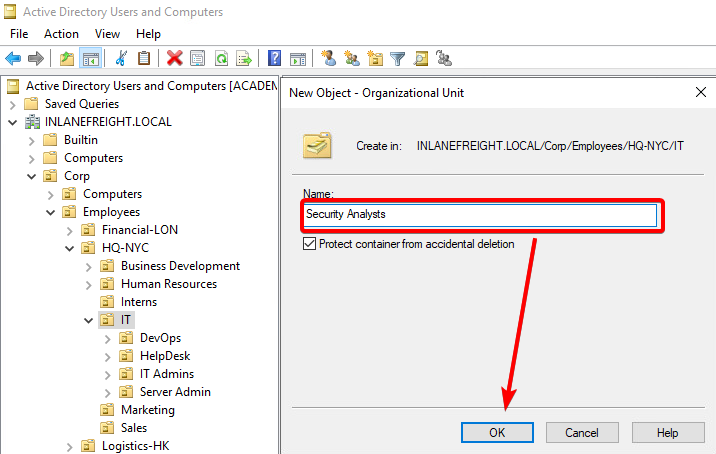 Active Directory Users and Computers
File Action View Help
Active Directory Users and Computers [ACADEM
Saved Queries
INLANEFREIGHT.LOCAL
Builtin
Computers
Corp
Computers
Employees
Financial-LON
HQ-NYC
Business Development
Human Resources
Interns
IT
DevOps
HelpDesk
IT Admins
Server Admin
Marketing
Sales
Logistics-HK
New Object - Organizational Unit
Create in: INLANEFREIGHT.LOCAL/Corp/Employees/HQ-NYC/IT
Name:
Security Analysts
Protect container from accidental deletion
OK Cancel Help